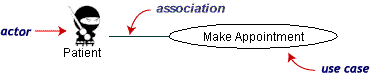 association
actor
Patient
Make Appointment
use case